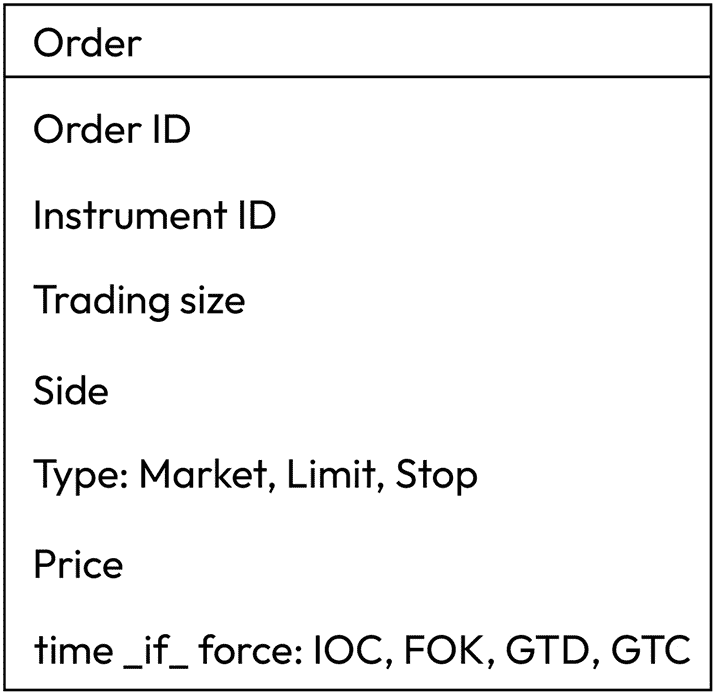 Order
Order ID
Instrument ID
Trading size
Side
Type: Market, Limit, Stop
Price
time _if_ force: IOC, FOK, GTD, GTC